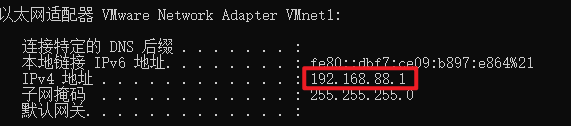 以太网适配器 VMware Network Adapter VMnet1:
连接特定的 DNS 后缀 . . . . . . . :
本地链接 IPv6 地址. . . . . . . . : fe80::dbf7:ce09:b897:e864%21
IPv4 地址 . . . . . . . . . . . . : 192.168.88.1
子网掩码 . . . . . . . . . . . . : 255.255.255.0
默认网关. . . . . . . . . . . . . :